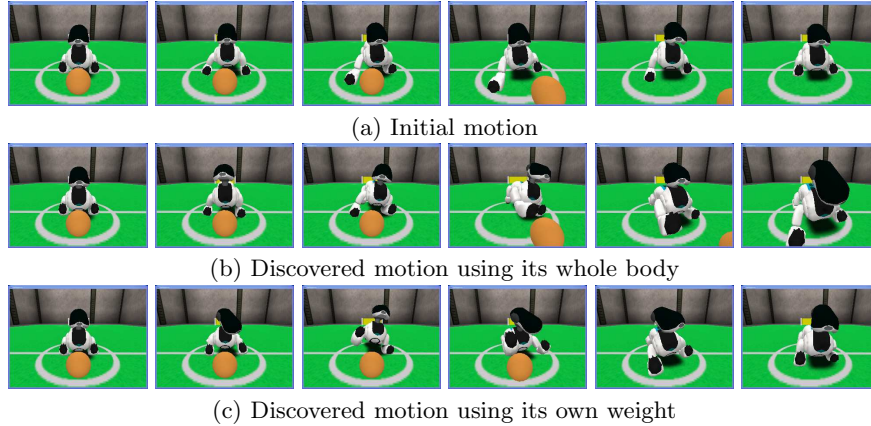 (a) Initial motion
(b) Discovered motion using its whole body
(c) Discovered motion using its own weight